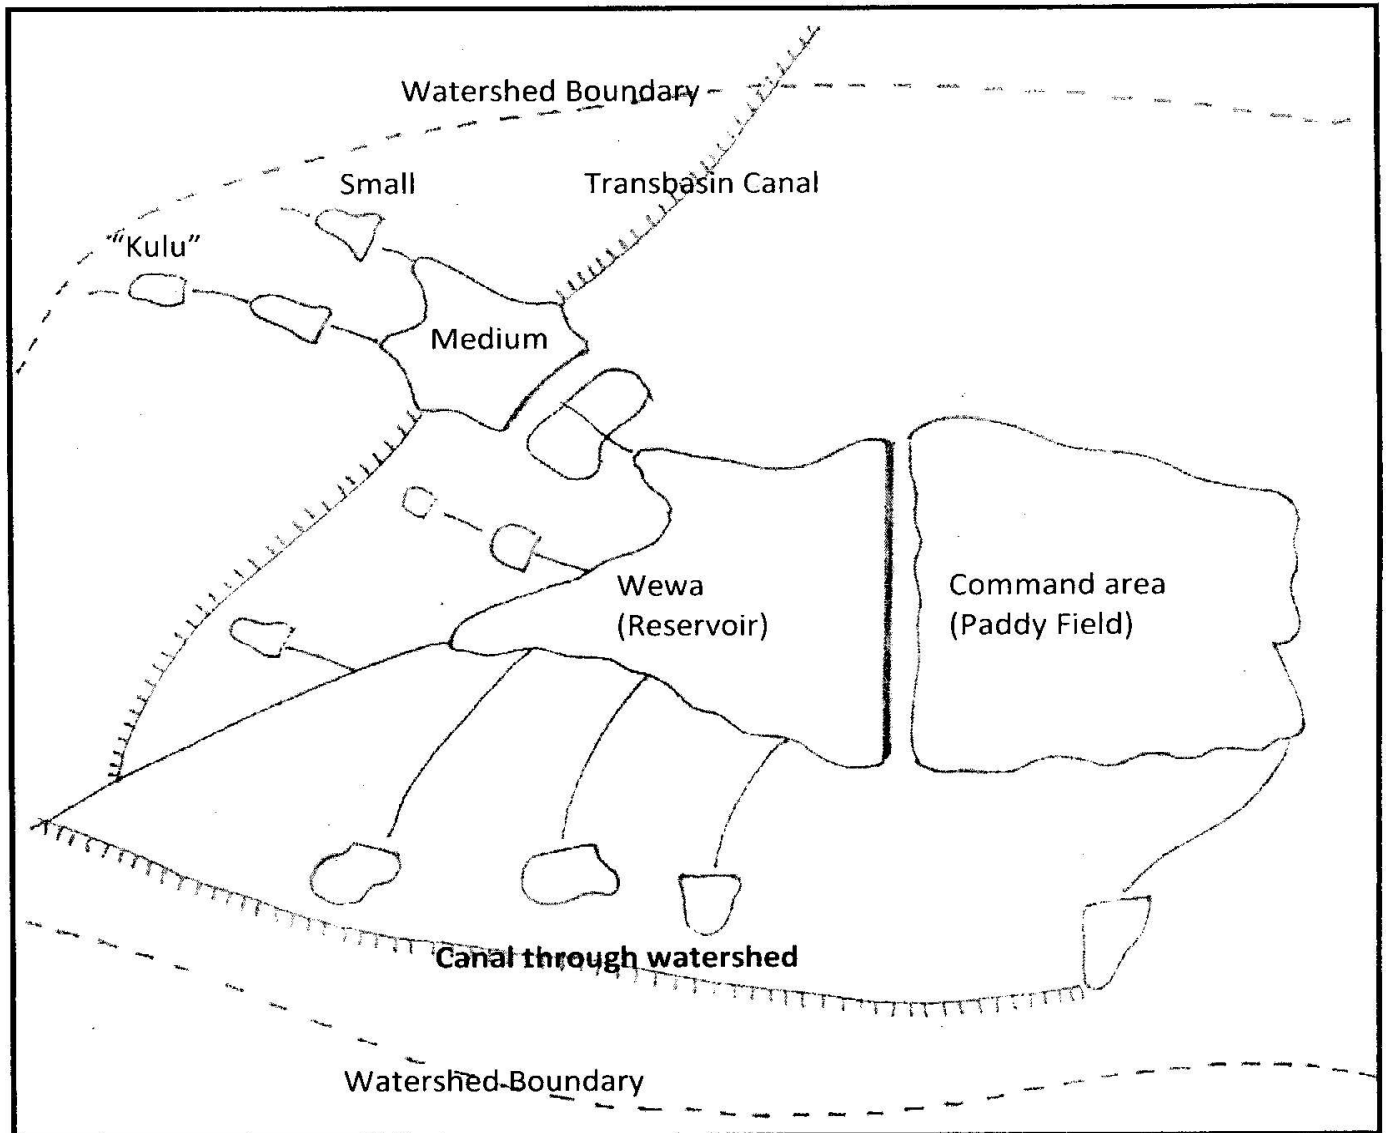 Watershed Boundary
Small
Transbasin Canal
"Kulu"
Medium
Wewa
(Reservoir)
Command area
(Paddy Field)
Canal through watershed
Watershed Boundary